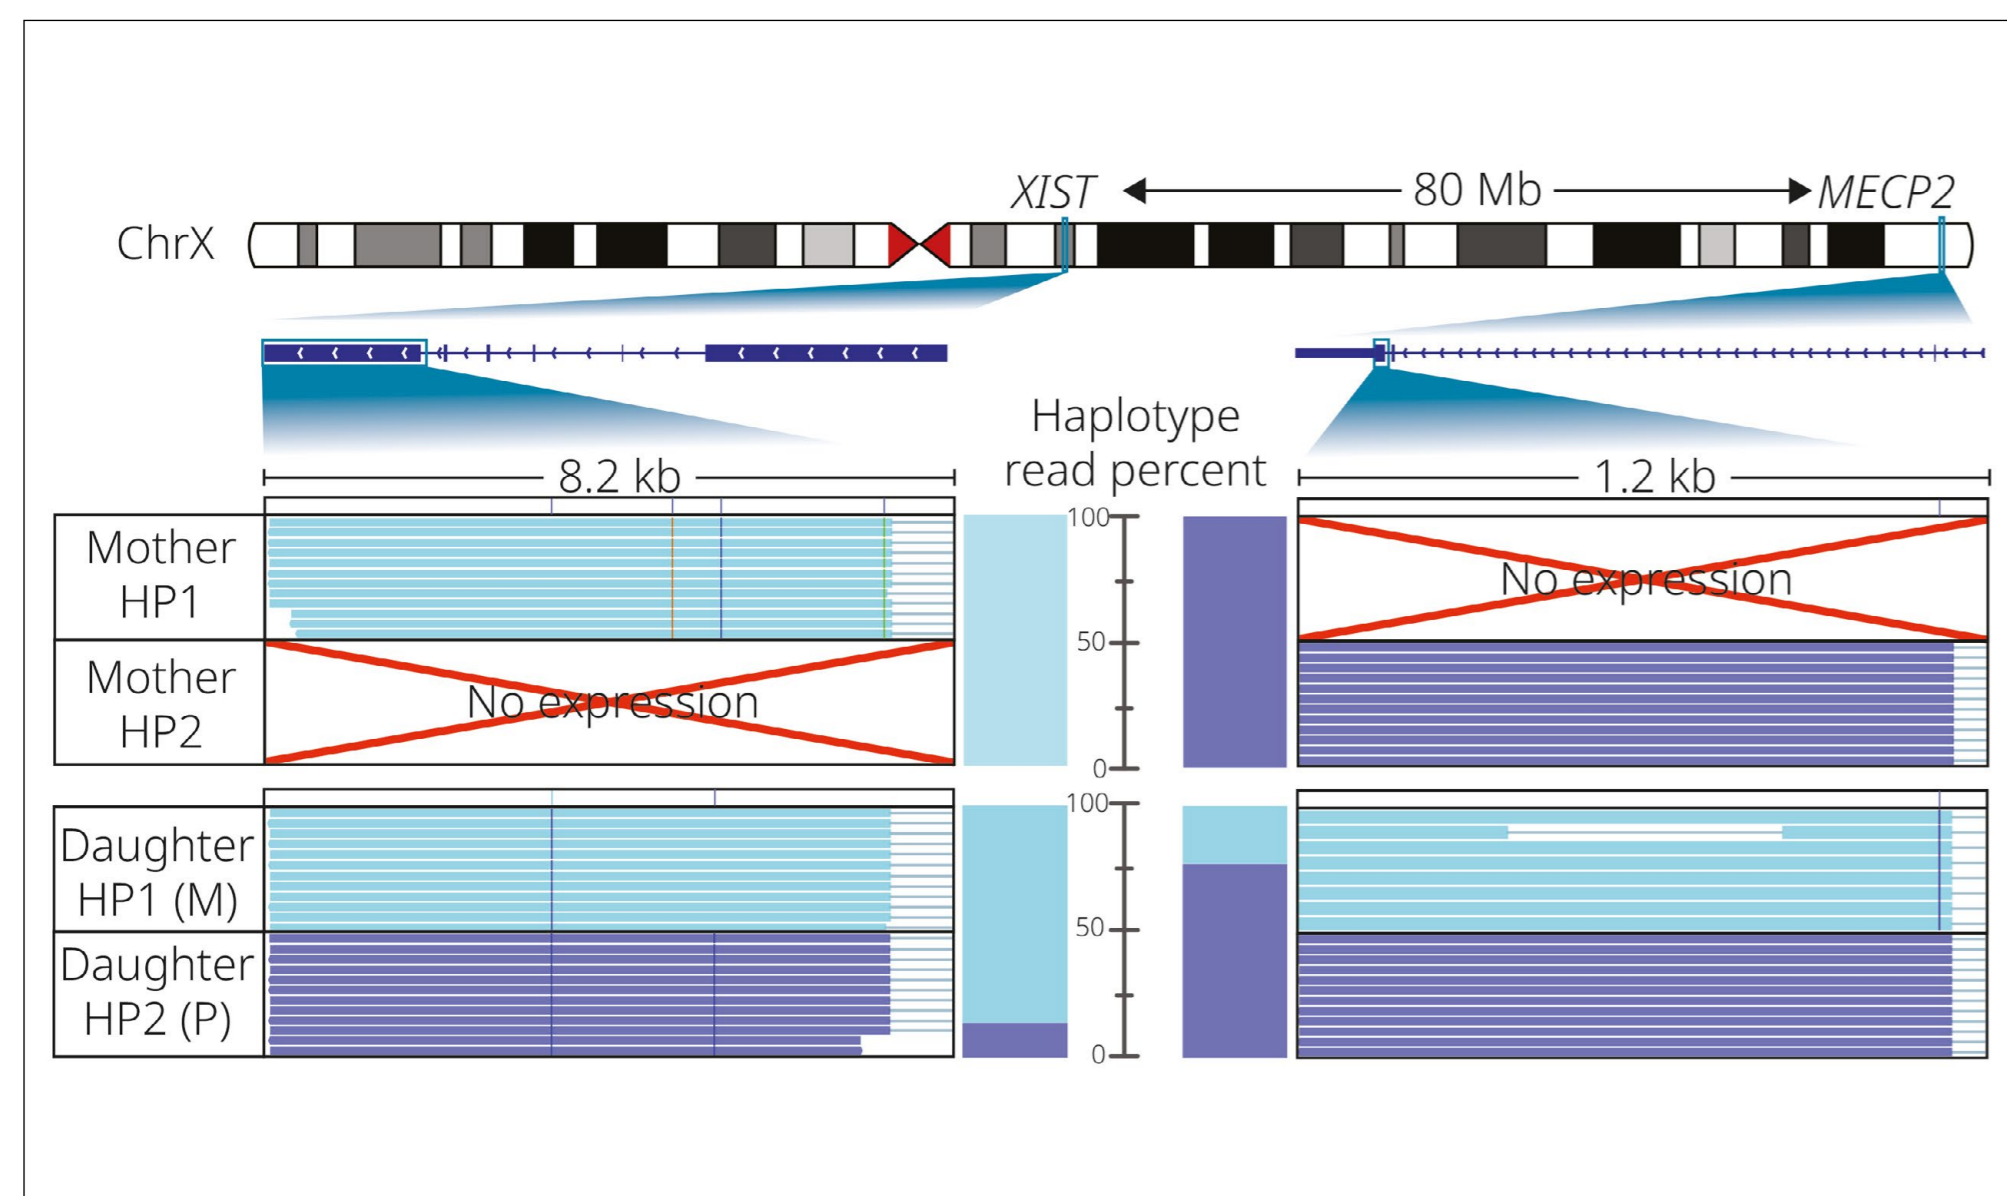 XIST
80 Mb
MECP2
ChrX
Haplotype
read percent
8.2 kb
1.2 kb
Mother
HP1
100
50
0
No expression
Mother
HP2
No expression
Daughter
HP1 (M)
100
50
0
Daughter
HP2 (P)